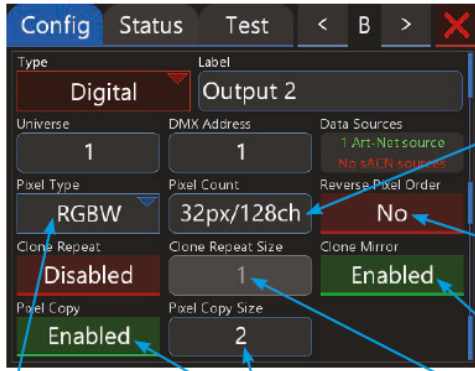 Config Status Test < B >
Type Label
Digital Output 2
Universe DMX Address Data Sources
1 1 1 Art-Net source
No sACN sources
Pixel Type Pixel Count Reverse Pixel Order
RGBW 32px/128ch No
Clone Repeat Clone Repeat Size Clone Mirror
Disabled 1 Enabled
Pixel Copy Pixel Copy Size
Enabled 2